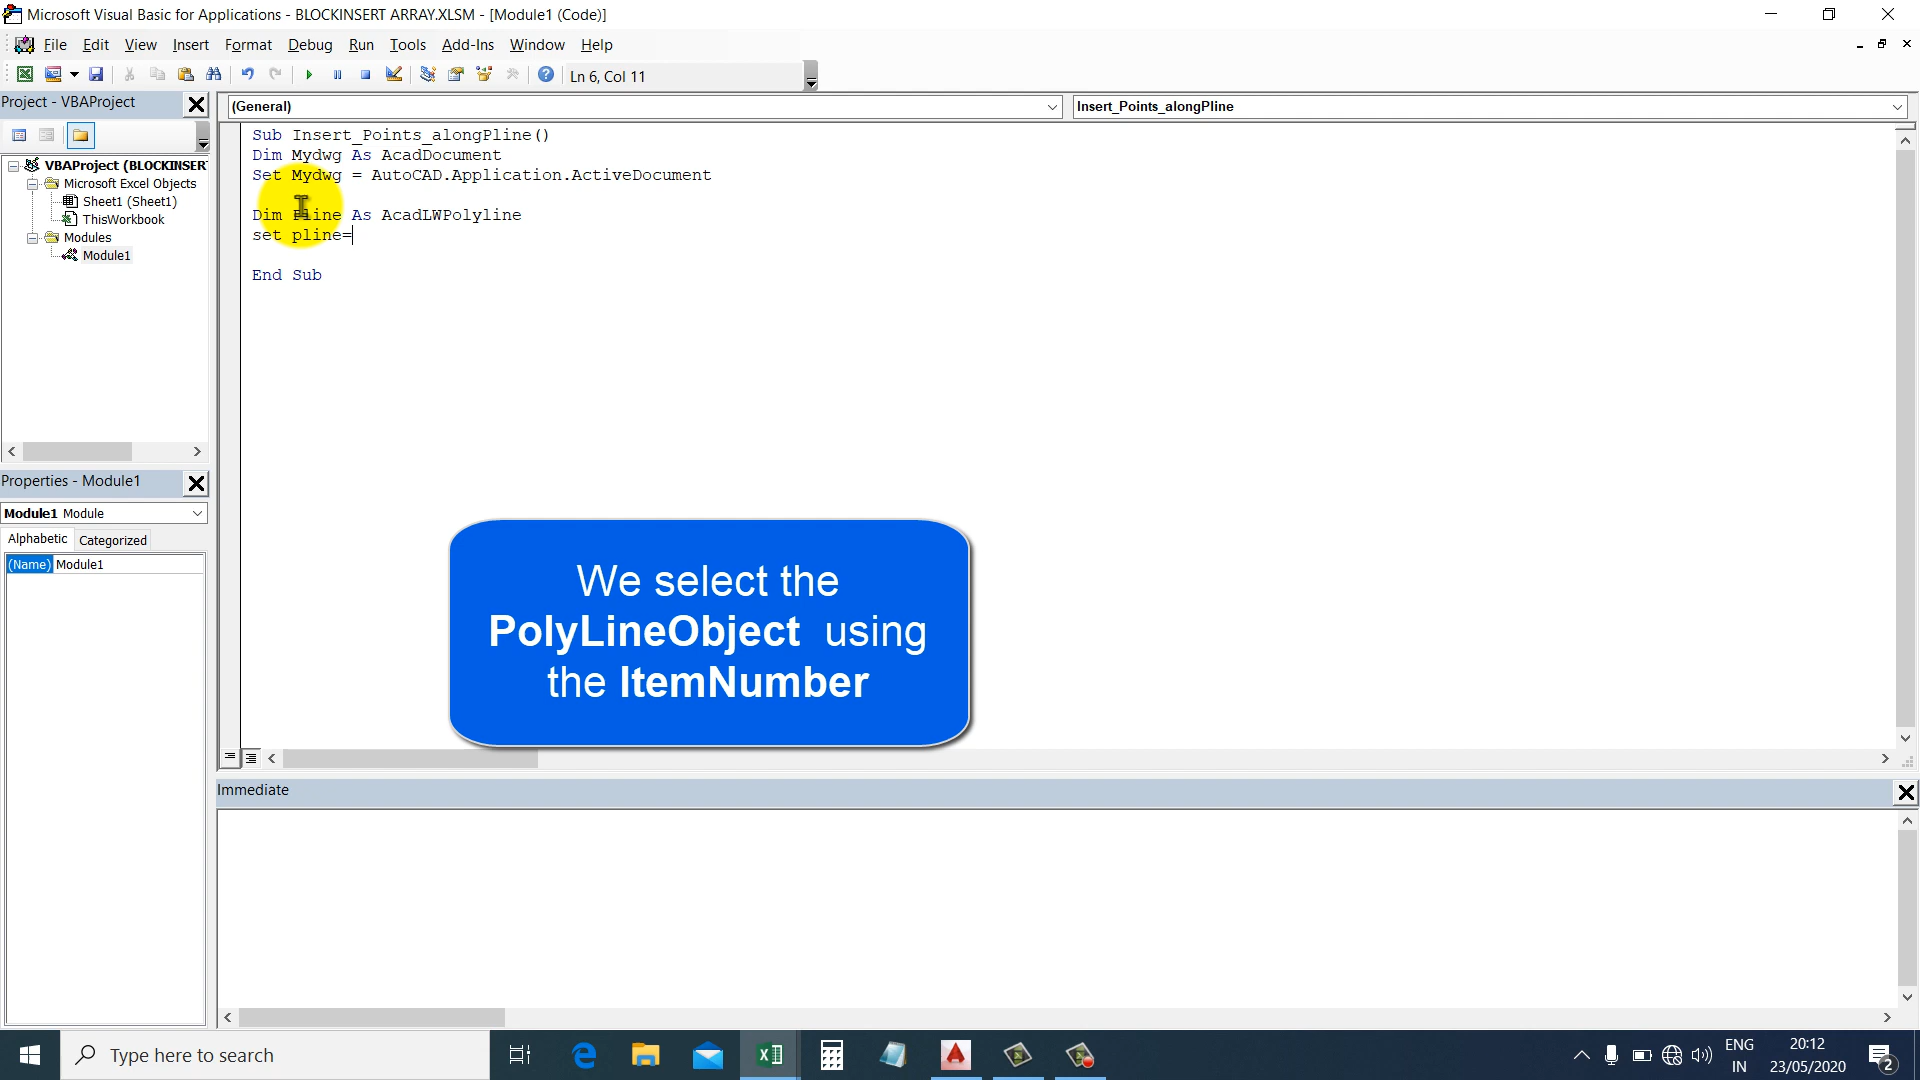 Microsoft Visual Basic for Applications - BLOCKINSERT ARRAY.XLSM - [Module1 (Code)]
File Edit View Insert Format Debug Run Tools Add-Ins Window Help
Ln 6, Col 11
Project - VBAProject
(General)
Insert_Points_alongPline
VBAProject (BLOCKINSER
Microsoft Excel Objects
Sheet1 (Sheet1)
ThisWorkbook
Modules
Module1
Sub Insert_Points_alongPline()
Dim Mydwg As AcadDocument
Set Mydwg = AutoCAD.Application.ActiveDocument
Dim Pline As AcadLWPolyline
set pline=
End Sub
Properties - Module1
Module1 Module
Alphabetic Categorized
(Name) Module1
We select the
PolyLineObject using
the ItemNumber
Immediate
Type here to search
ENG
IN
20:12
23/05/2020
2